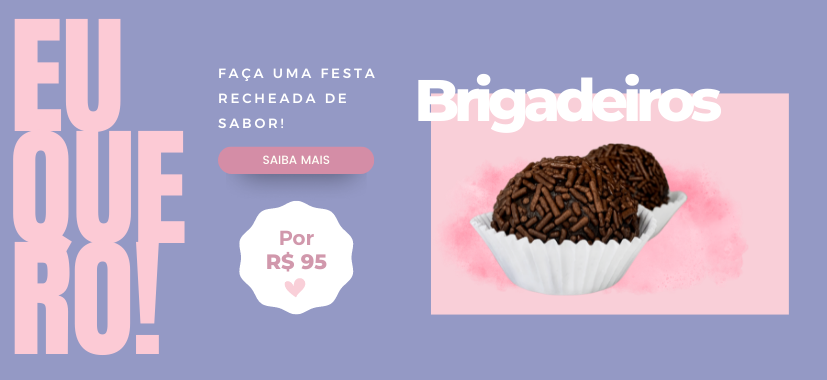 EU
QUE
RO!
FAÇA UMA FESTA
RECHEADA DE
SABOR!
SAIBA MAIS
Por
R$ 95
Brigadeiros